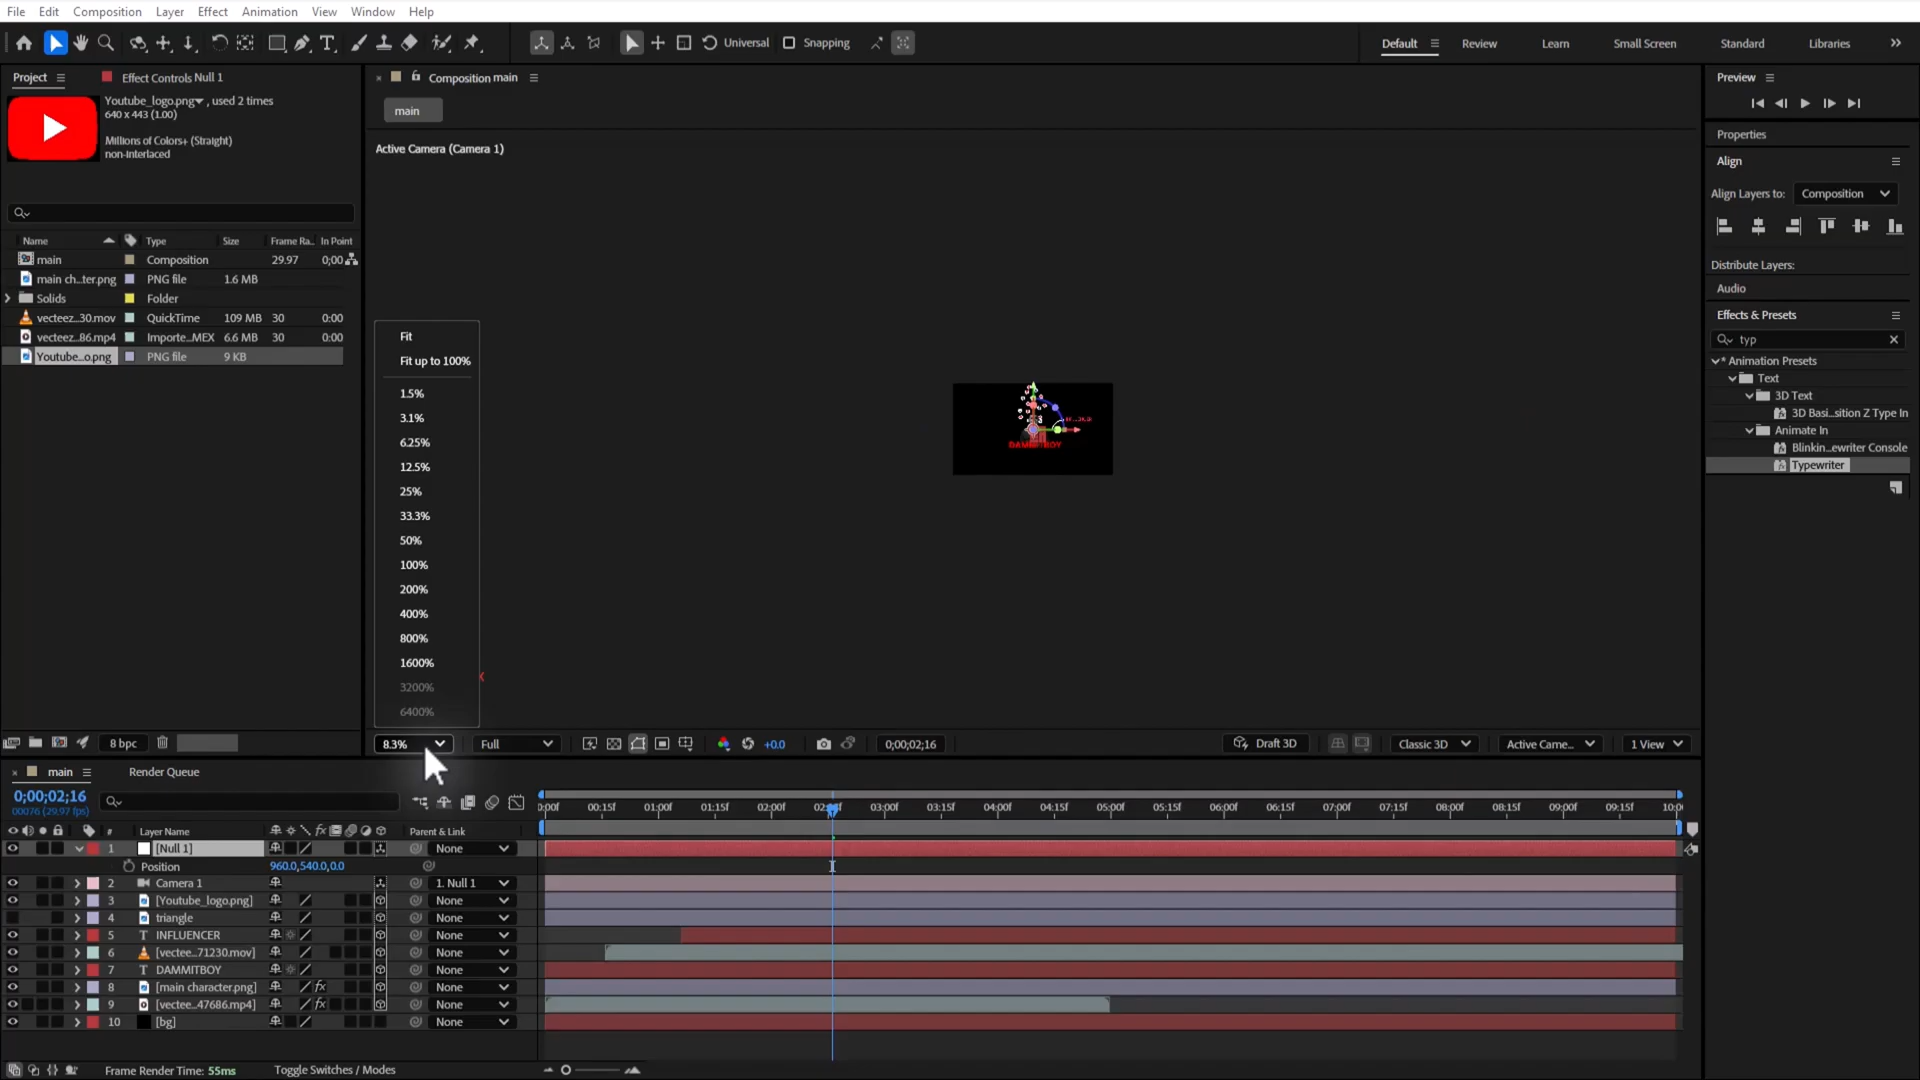 File Edit Composition Layer Effect Animation View Window Help
Universal Snapping Default Review Learn Small Screen Standard Libraries
Project Effect Controls Null 1
Youtube_logo.png , used 2 times
640 x 443 (1.00)
Millions of Colors+ (Straight)
non-interlaced
Name Type Size Frame Ra... In Point
main Composition 29.97 0;00
main ch...ter.png PNG file 1.6 MB
Solids Folder
vecteez...30.mov QuickTime 109 MB 30 0:00
vecteez...86.mp4 Importe...MEX 6.6 MB 30 0:00
Youtube...o.png PNG file 9 KB
8 bpc
Composition main
main
Active Camera (Camera 1)
DAMMITBOY
Fit
Fit up to 100%
1.5%
3.1%
6.25%
12.5%
25%
33.3%
50%
100%
200%
400%
800%
1600%
3200%
6400%
8.3% Full +0.0 0;00;02;16 Draft 3D Classic 3D Active Came... 1 View
Preview
Properties
Align
Align Layers to: Composition
Distribute Layers:
Audio
Effects & Presets
typ
* Animation Presets
Text
3D Text
3D Basi...sition Z Type In
Animate In
Blinkin...ewriter Console
Typewriter
main Render Queue
0;00;02;16
00076 (29.97 fps)
0:00f 00:15f 01:00f 01:15f 02:00f 02:15f 03:00f 03:15f 04:00f 04:15f 05:00f 05:15f 06:00f 06:15f 07:00f 07:15f 08:00f 08:15f 09:00f 09:15f 10:0
# Layer Name Parent & Link
1 [Null 1] None
Position 960.0,540.0,0.0
2 Camera 1 1. Null 1
3 [Youtube_logo.png] None
4 triangle None
5 T INFLUENCER None
6 [vectee...71230.mov] None
7 T DAMMITBOY None
8 [main character.png] None
9 [vectee...47686.mp4] None
10 [bg] None
Frame Render Time: 55ms Toggle Switches / Modes